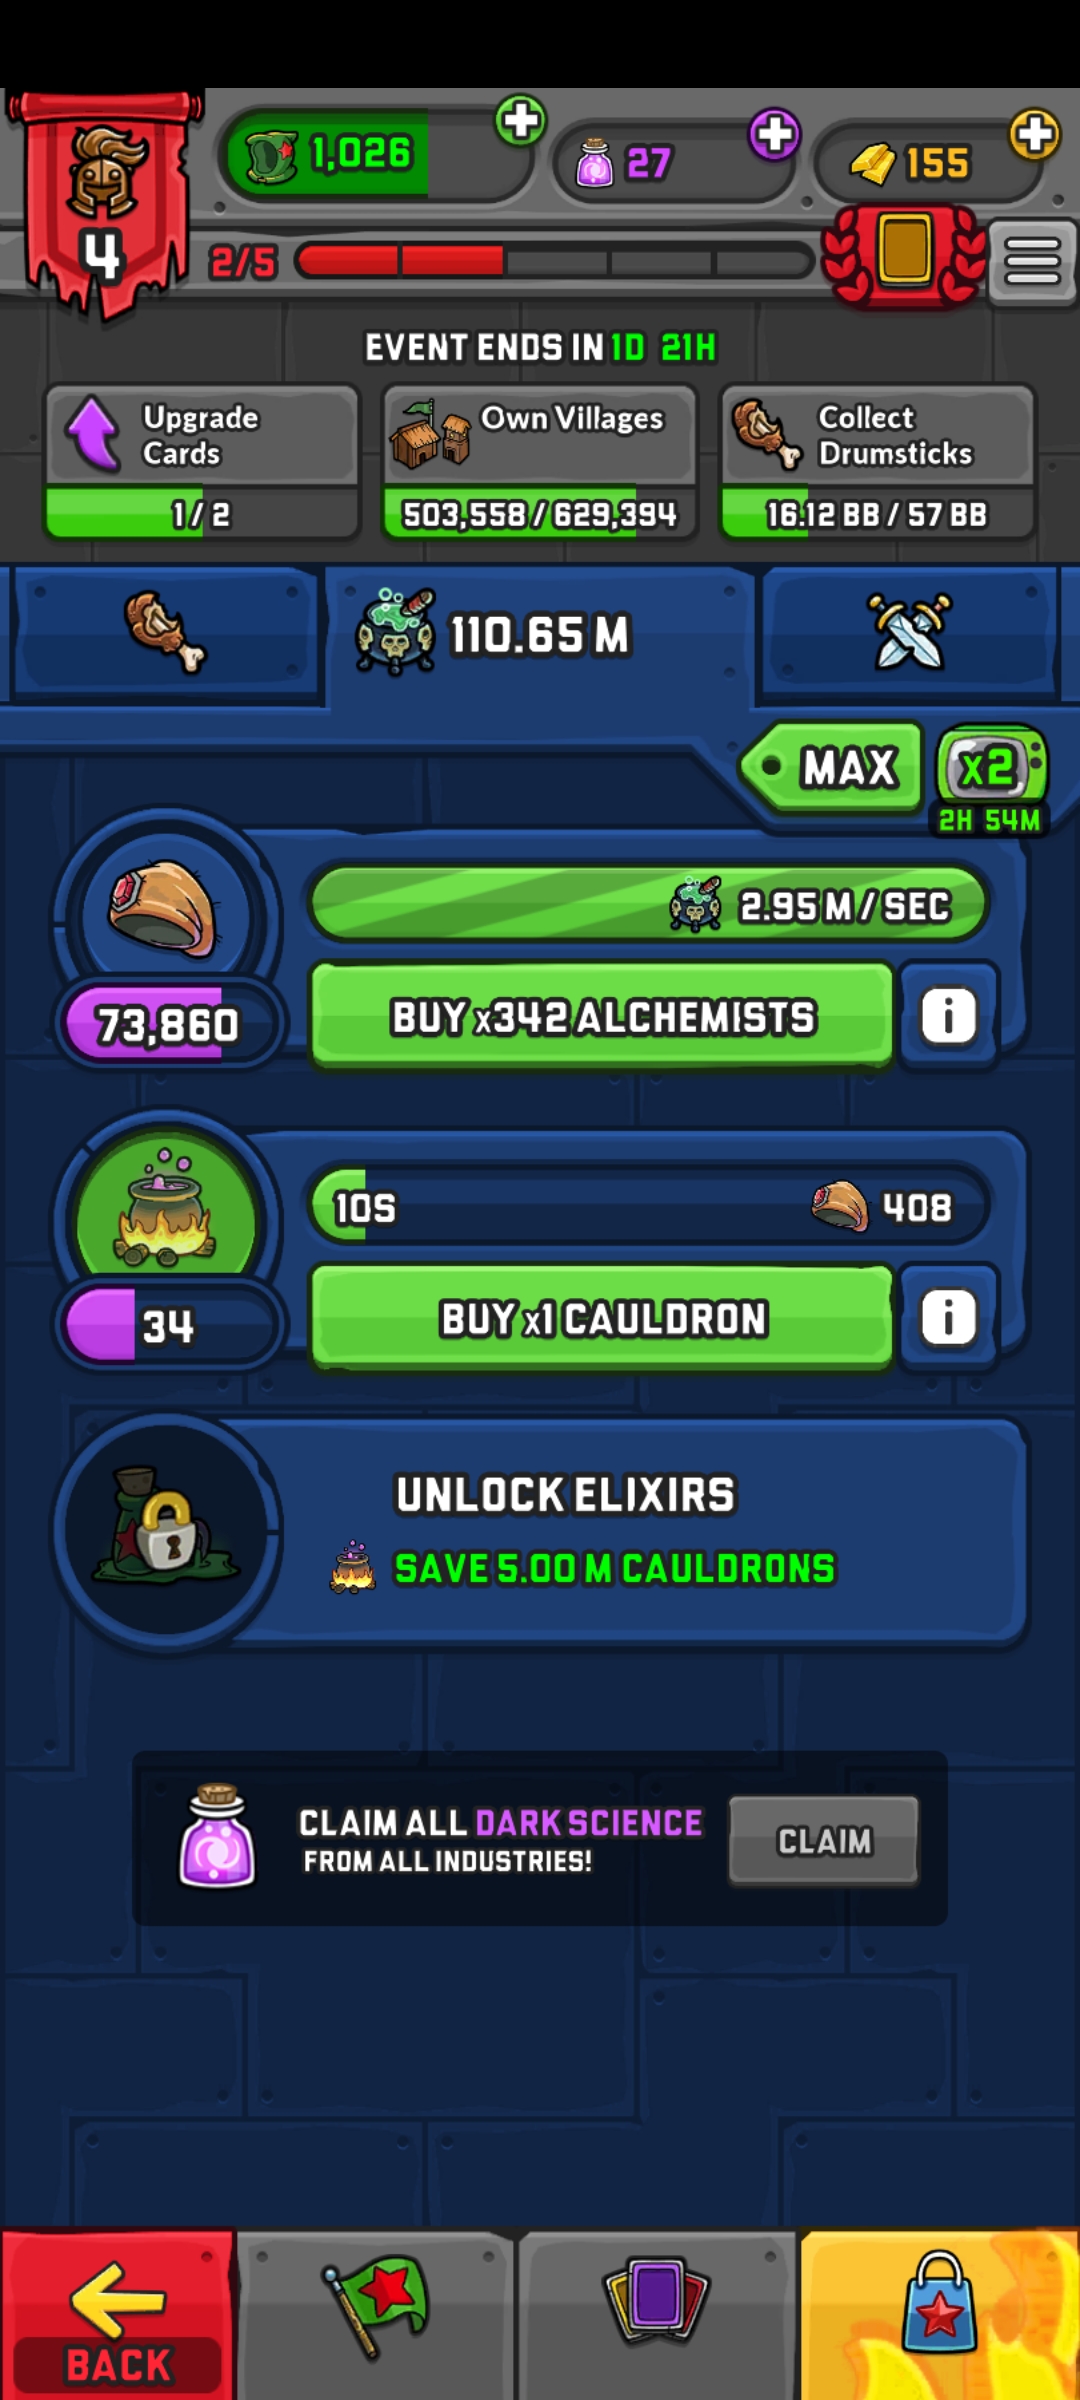 1,026
27
155
4
2/5
EVENT ENDS IN 1D 21H
Upgrade
Cards
1 / 2
Own Villages
503,558 / 629,394
Collect
Drumsticks
16.12 BB / 57 BB
110.65 M
MAX
x2
2H 54M
2.95 M / SEC
73,860
BUY x342 ALCHEMISTS
i
10S
408
34
BUY x1 CAULDRON
i
UNLOCK ELIXIRS
SAVE 5.00 M CAULDRONS
CLAIM ALL DARK SCIENCE
FROM ALL INDUSTRIES!
CLAIM
BACK